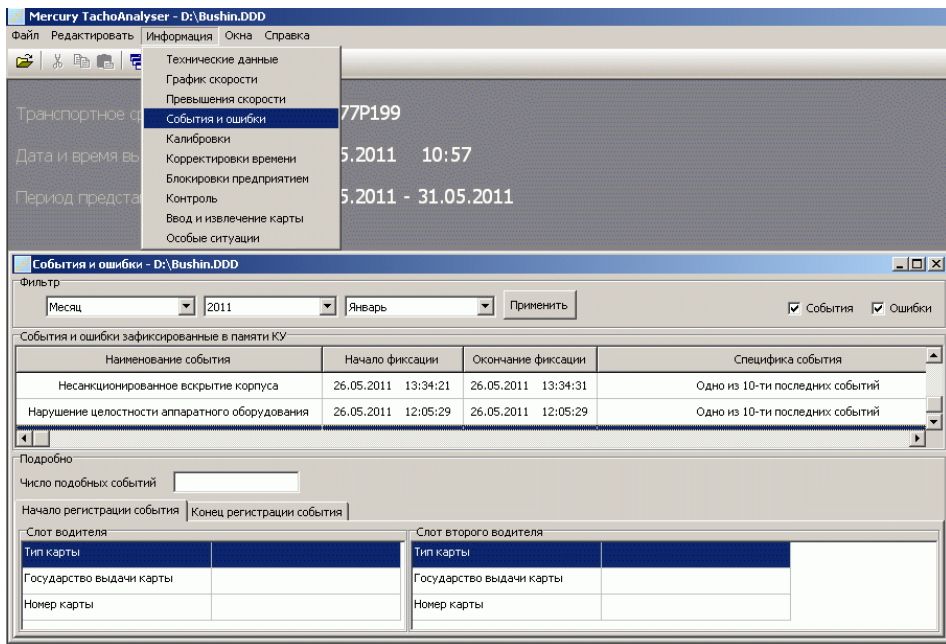 Mercury TachoAnalyser - D:\Bushin.DDD
Файл Редактировать Информация Окна Справка
Технические данные
График скорости
Превышения скорости
События и ошибки
Калибровки
Корректировки времени
Блокировки предприятием
Контроль
Ввод и извлечение карты
Особые ситуации
Транспортное 77Р199
Дата и время 5.2011 10:57
Период 5.2011 - 31.05.2011
События и ошибки - D:\Bushin.DDD
Фильтр
Месяц 2011 Январь Применить События Ошибки
События и ошибки зафиксированные в памяти КУ
Наименование события Начало фиксации Окончание фиксации Специфика события
Несанкционированное вскрытие корпуса 26.05.2011 13:34:21 26.05.2011 13:34:31 Одно из 10-ти последних событий
Нарушение целостности аппаратного оборудования 26.05.2011 12:05:29 26.05.2011 12:05:29 Одно из 10-ти последних событий
Подробно
Число подобных событий
Начало регистрации события Конец регистрации события
Слот водителя Слот второго водителя
Тип карты Тип карты
Государство выдачи карты Государство выдачи карты
Номер карты Номер карты